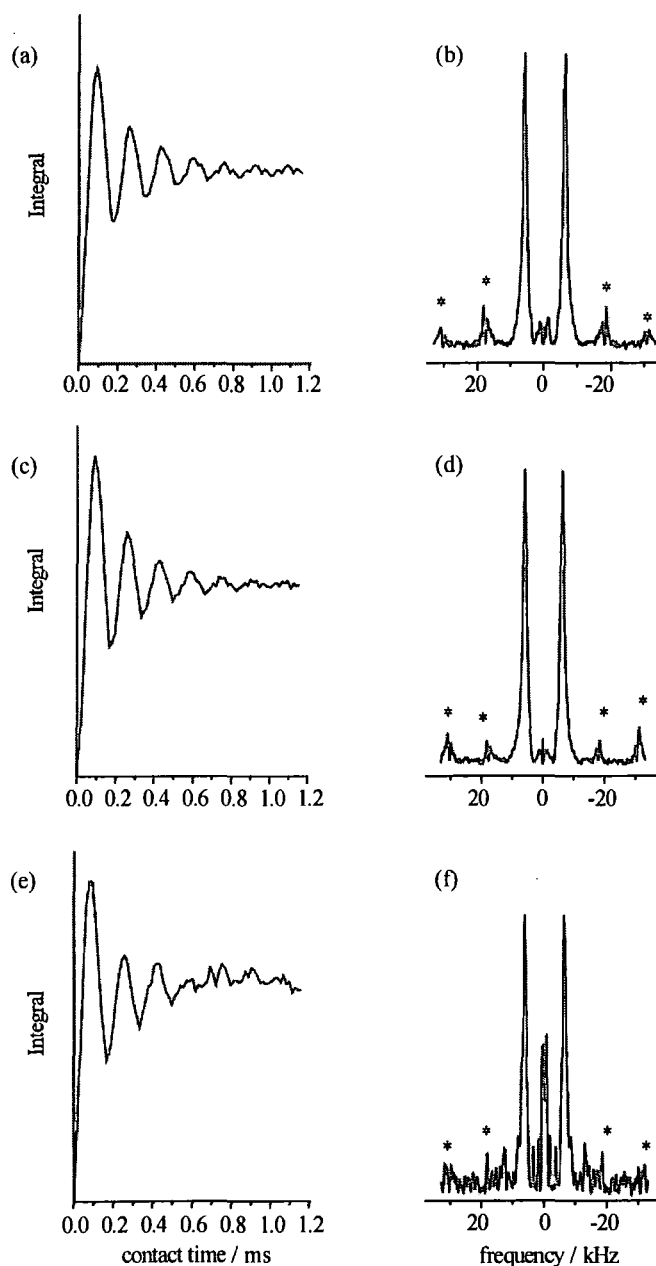 (a)
(b)
Integral
* * * *
0.0 0.2 0.4 0.6 0.8 1.0 1.2
20 0 -20
(c)
(d)
Integral
* * * *
0.0 0.2 0.4 0.6 0.8 1.0 1.2
20 0 -20
(e)
(f)
Integral
* * * *
0.0 0.2 0.4 0.6 0.8 1.0 1.2
20 0 -20
contact time / ms
frequency / kHz